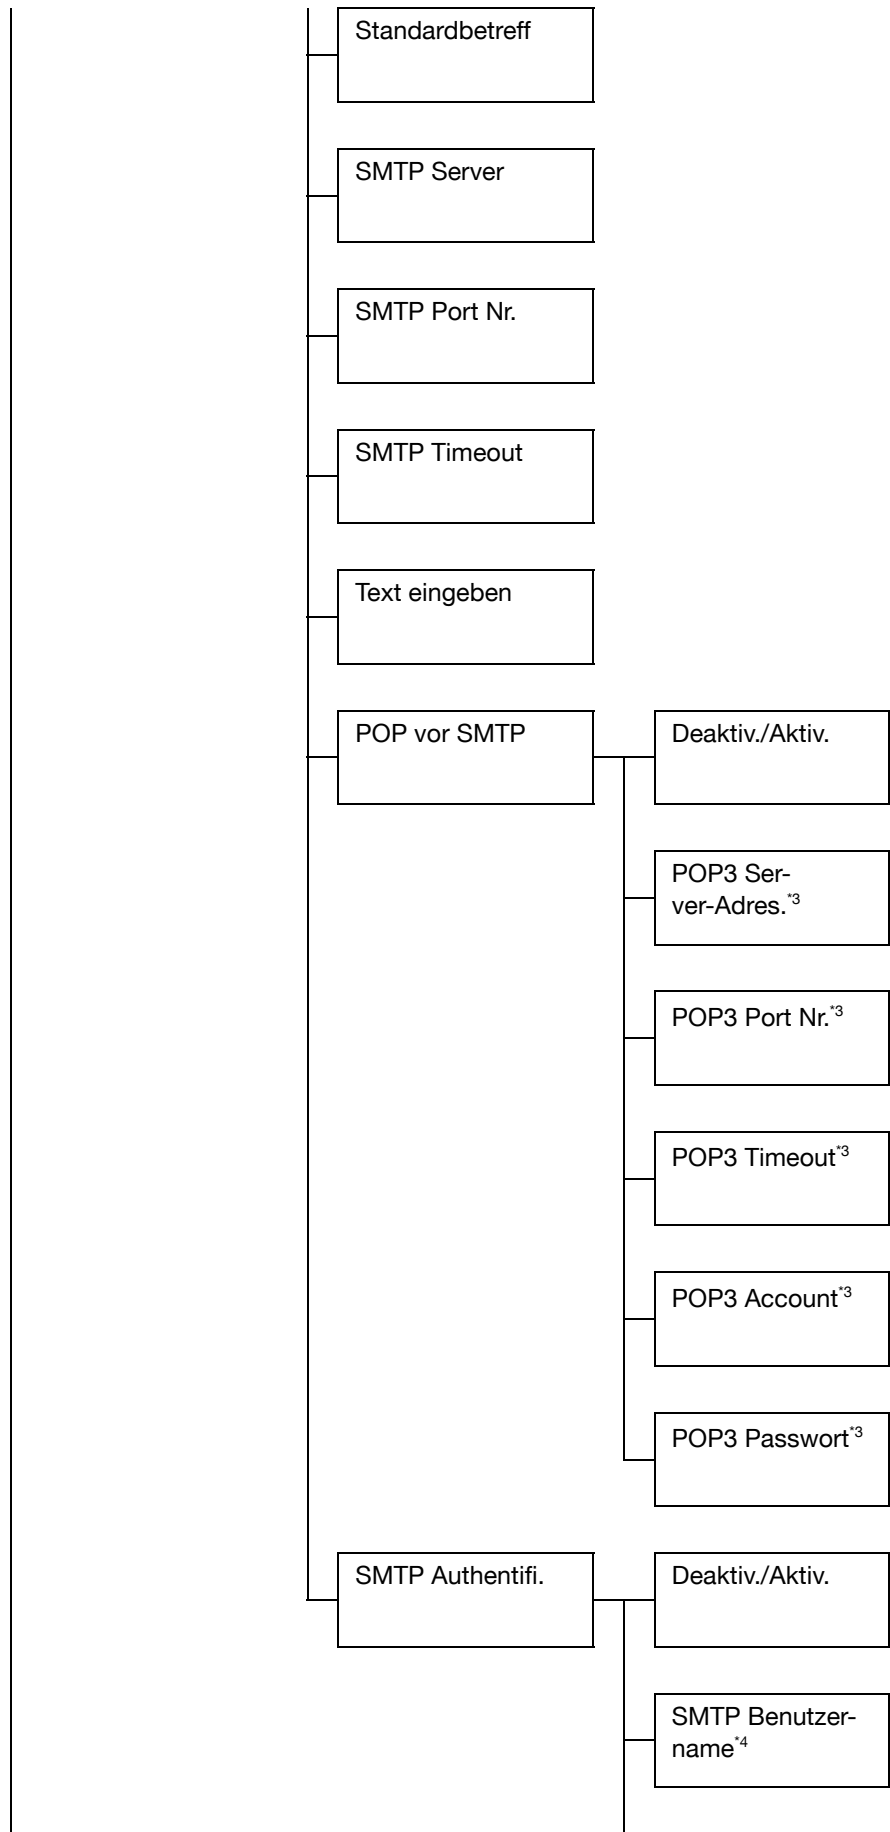 Standardbetreff
SMTP Server
SMTP Port Nr.
SMTP Timeout
Text eingeben
POP vor SMTP
Deaktiv./Aktiv.
POP3 Ser-
ver-Adres.*3
POP3 Port Nr.*3
POP3 Timeout*3
POP3 Account*3
POP3 Passwort*3
SMTP Authentifi.
Deaktiv./Aktiv.
SMTP Benutzer-
name*4